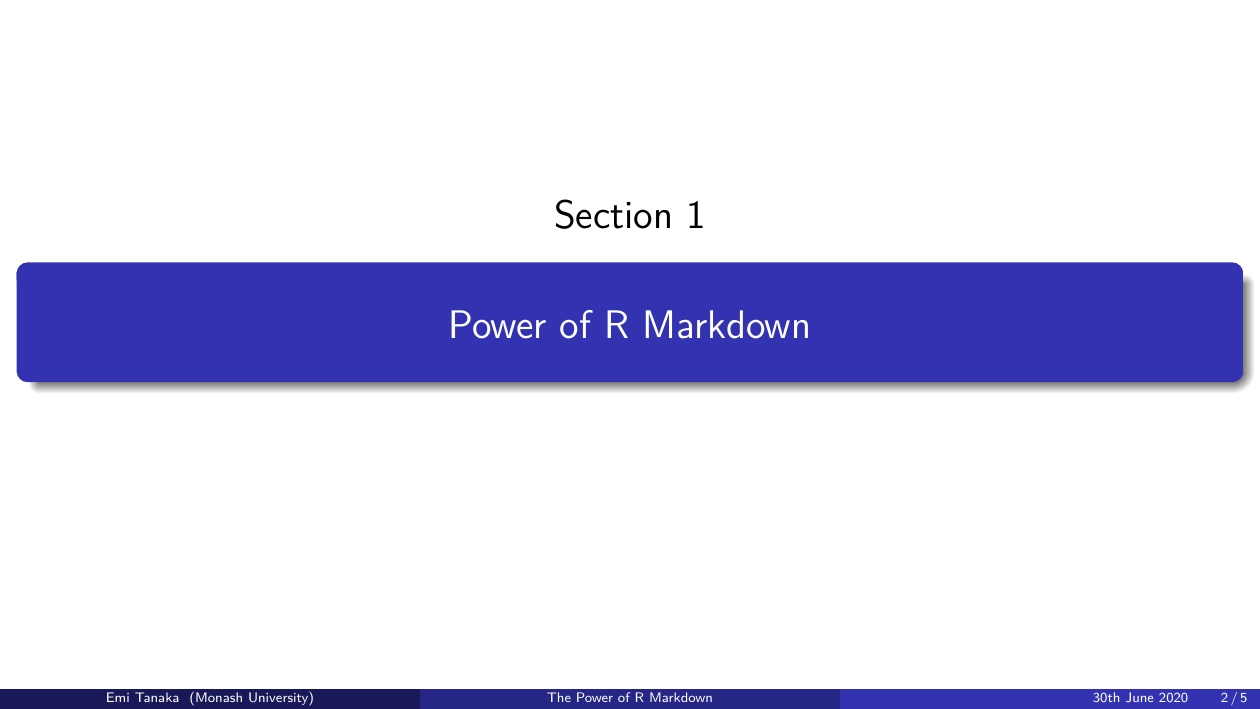 Section 1
Power of R Markdown
Emi Tanaka (Monash University) The Power of R Markdown 30th June 2020 2 / 5